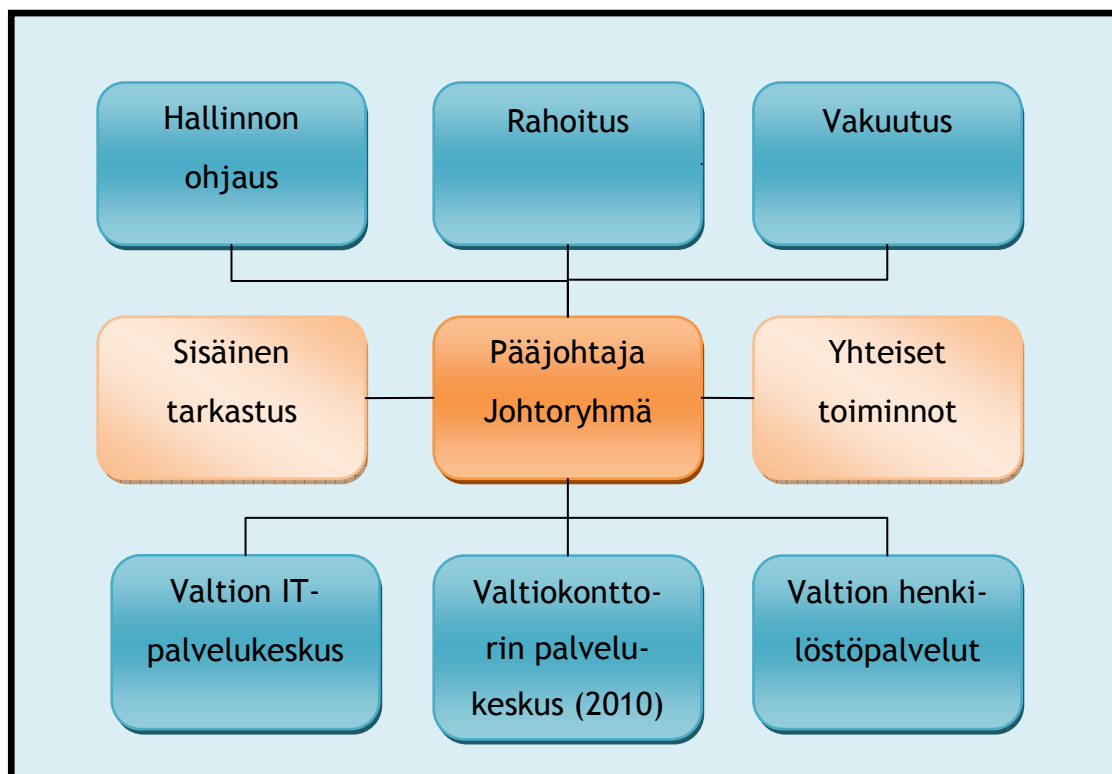 Hallinnon
ohjaus
Rahoitus
Vakuutus
Sisäinen
tarkastus
Pääjohtaja
Johtoryhmä
Yhteiset
toiminnot
Valtion IT-
palvelukeskus
Valtiokontto-
rin palvelu-
keskus (2010)
Valtion henki-
löstöpalvelut